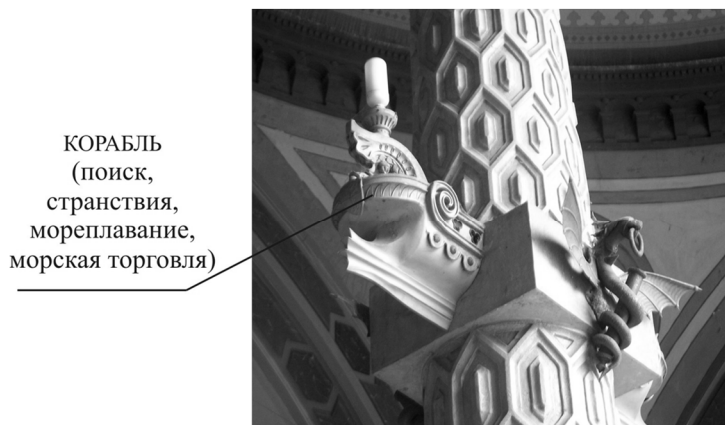 КОРАБЛЬ
(поиск,
странствия,
мореплавание,
морская торговля)